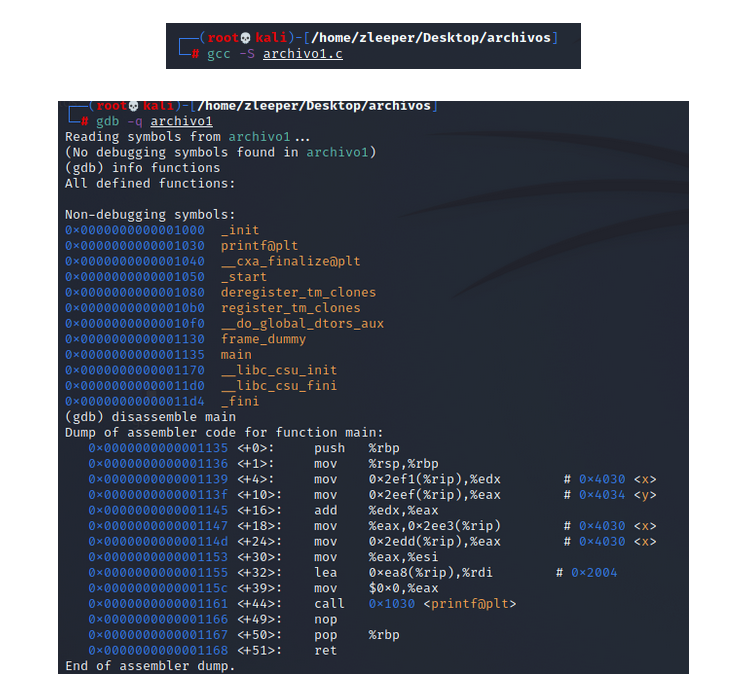 ┌──(root💀kali)-[/home/zleeper/Desktop/archivos]
└─# gcc -S archivo1.c
┌──(root💀kali)-[/home/zleeper/Desktop/archivos]
└─# gdb -q archivo1
Reading symbols from archivo1...
(No debugging symbols found in archivo1)
(gdb) info functions
All defined functions:

Non-debugging symbols:
0×0000000000001000  _init
0×0000000000001030  printf@plt
0×0000000000001040  __cxa_finalize@plt
0×0000000000001050  _start
0×0000000000001080  deregister_tm_clones
0×00000000000010b0  register_tm_clones
0×00000000000010f0  __do_global_dtors_aux
0×0000000000001130  frame_dummy
0×0000000000001135  main
0×0000000000001170  __libc_csu_init
0×00000000000011d0  __libc_csu_fini
0×00000000000011d4  _fini
(gdb) disassemble main
Dump of assembler code for function main:
   0×0000000000001135 <+0>:    push   %rbp
   0×0000000000001136 <+1>:    mov    %rsp,%rbp
   0×0000000000001139 <+4>:    mov    0×2ef1(%rip),%edx        # 0×4030 <x>
   0×000000000000113f <+10>:   mov    0×2eef(%rip),%eax        # 0×4034 <y>
   0×0000000000001145 <+16>:   add    %edx,%eax
   0×0000000000001147 <+18>:   mov    %eax,0×2ee3(%rip)        # 0×4030 <x>
   0×000000000000114d <+24>:   mov    0×2edd(%rip),%eax        # 0×4030 <x>
   0×0000000000001153 <+30>:   mov    %eax,%esi
   0×0000000000001155 <+32>:   lea    0×ea8(%rip),%rdi        # 0×2004
   0×000000000000115c <+39>:   mov    $0×0,%eax
   0×0000000000001161 <+44>:   call   0×1030 <printf@plt>
   0×0000000000001166 <+49>:   nop
   0×0000000000001167 <+50>:   pop    %rbp
   0×0000000000001168 <+51>:   ret
End of assembler dump.